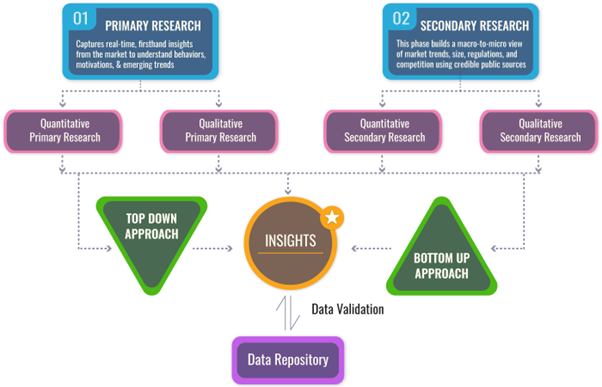 01
PRIMARY RESEARCH
Captures real-time, firsthand insights
from the market to understand behaviors,
motivations, & emerging trends
02
SECONDARY RESEARCH
This phase builds a macro-to-micro view
of market trends, size, regulations, and
competition using credible public sources
Quantitative
Primary Research
Qualitative
Primary Research
Quantitative
Secondary Research
Qualitative
Secondary Research
TOP DOWN
APPROACH
INSIGHTS
BOTTOM UP
APPROACH
Data Validation
Data Repository